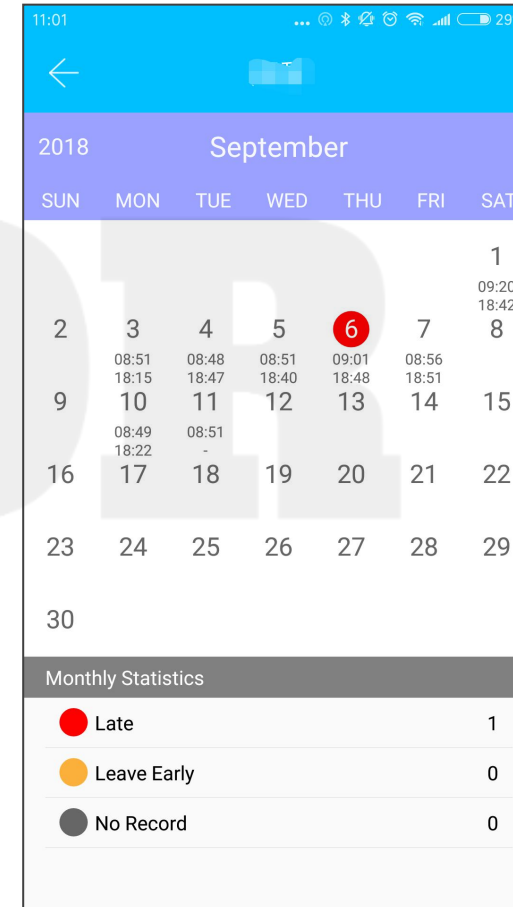 11:01 ... 29
2018 September
SUN MON TUE WED THU FRI SAT
1
09:20
18:42
2 3 4 5 6 7 8
08:51 08:48 08:51 09:01 08:56
18:15 18:47 18:40 18:48 18:51
9 10 11 12 13 14 15
08:49 08:51
18:22 -
16 17 18 19 20 21 22
23 24 25 26 27 28 29
30
Monthly Statistics
Late 1
Leave Early 0
No Record 0